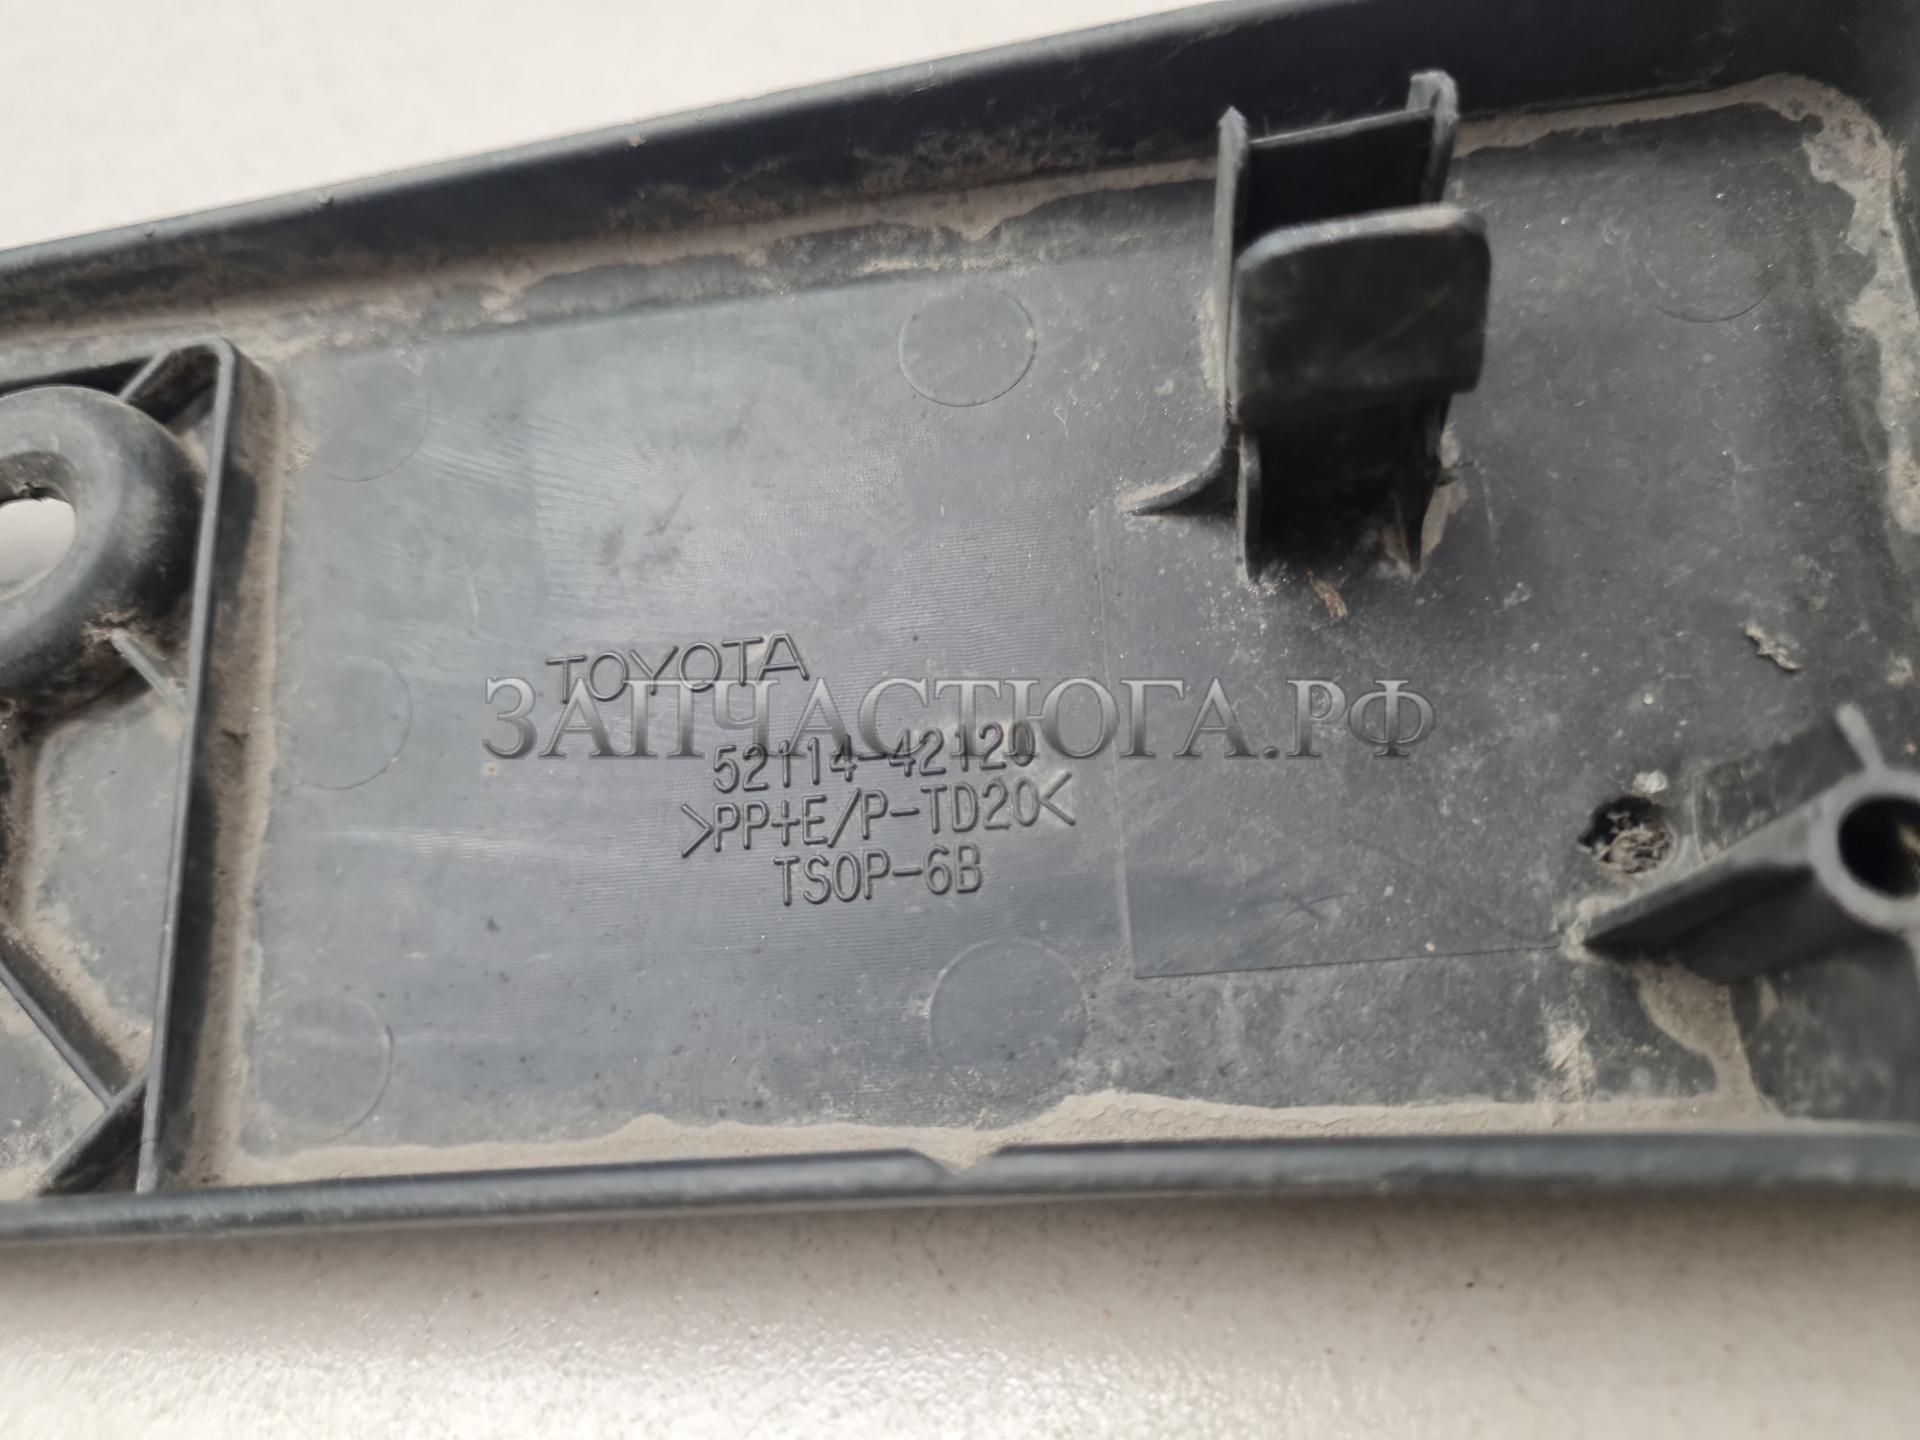 TOYOTA
ЗАПЧАСТЮГА.РФ
52114-42120
>PP+E/P-TD20<
TSOP-6B